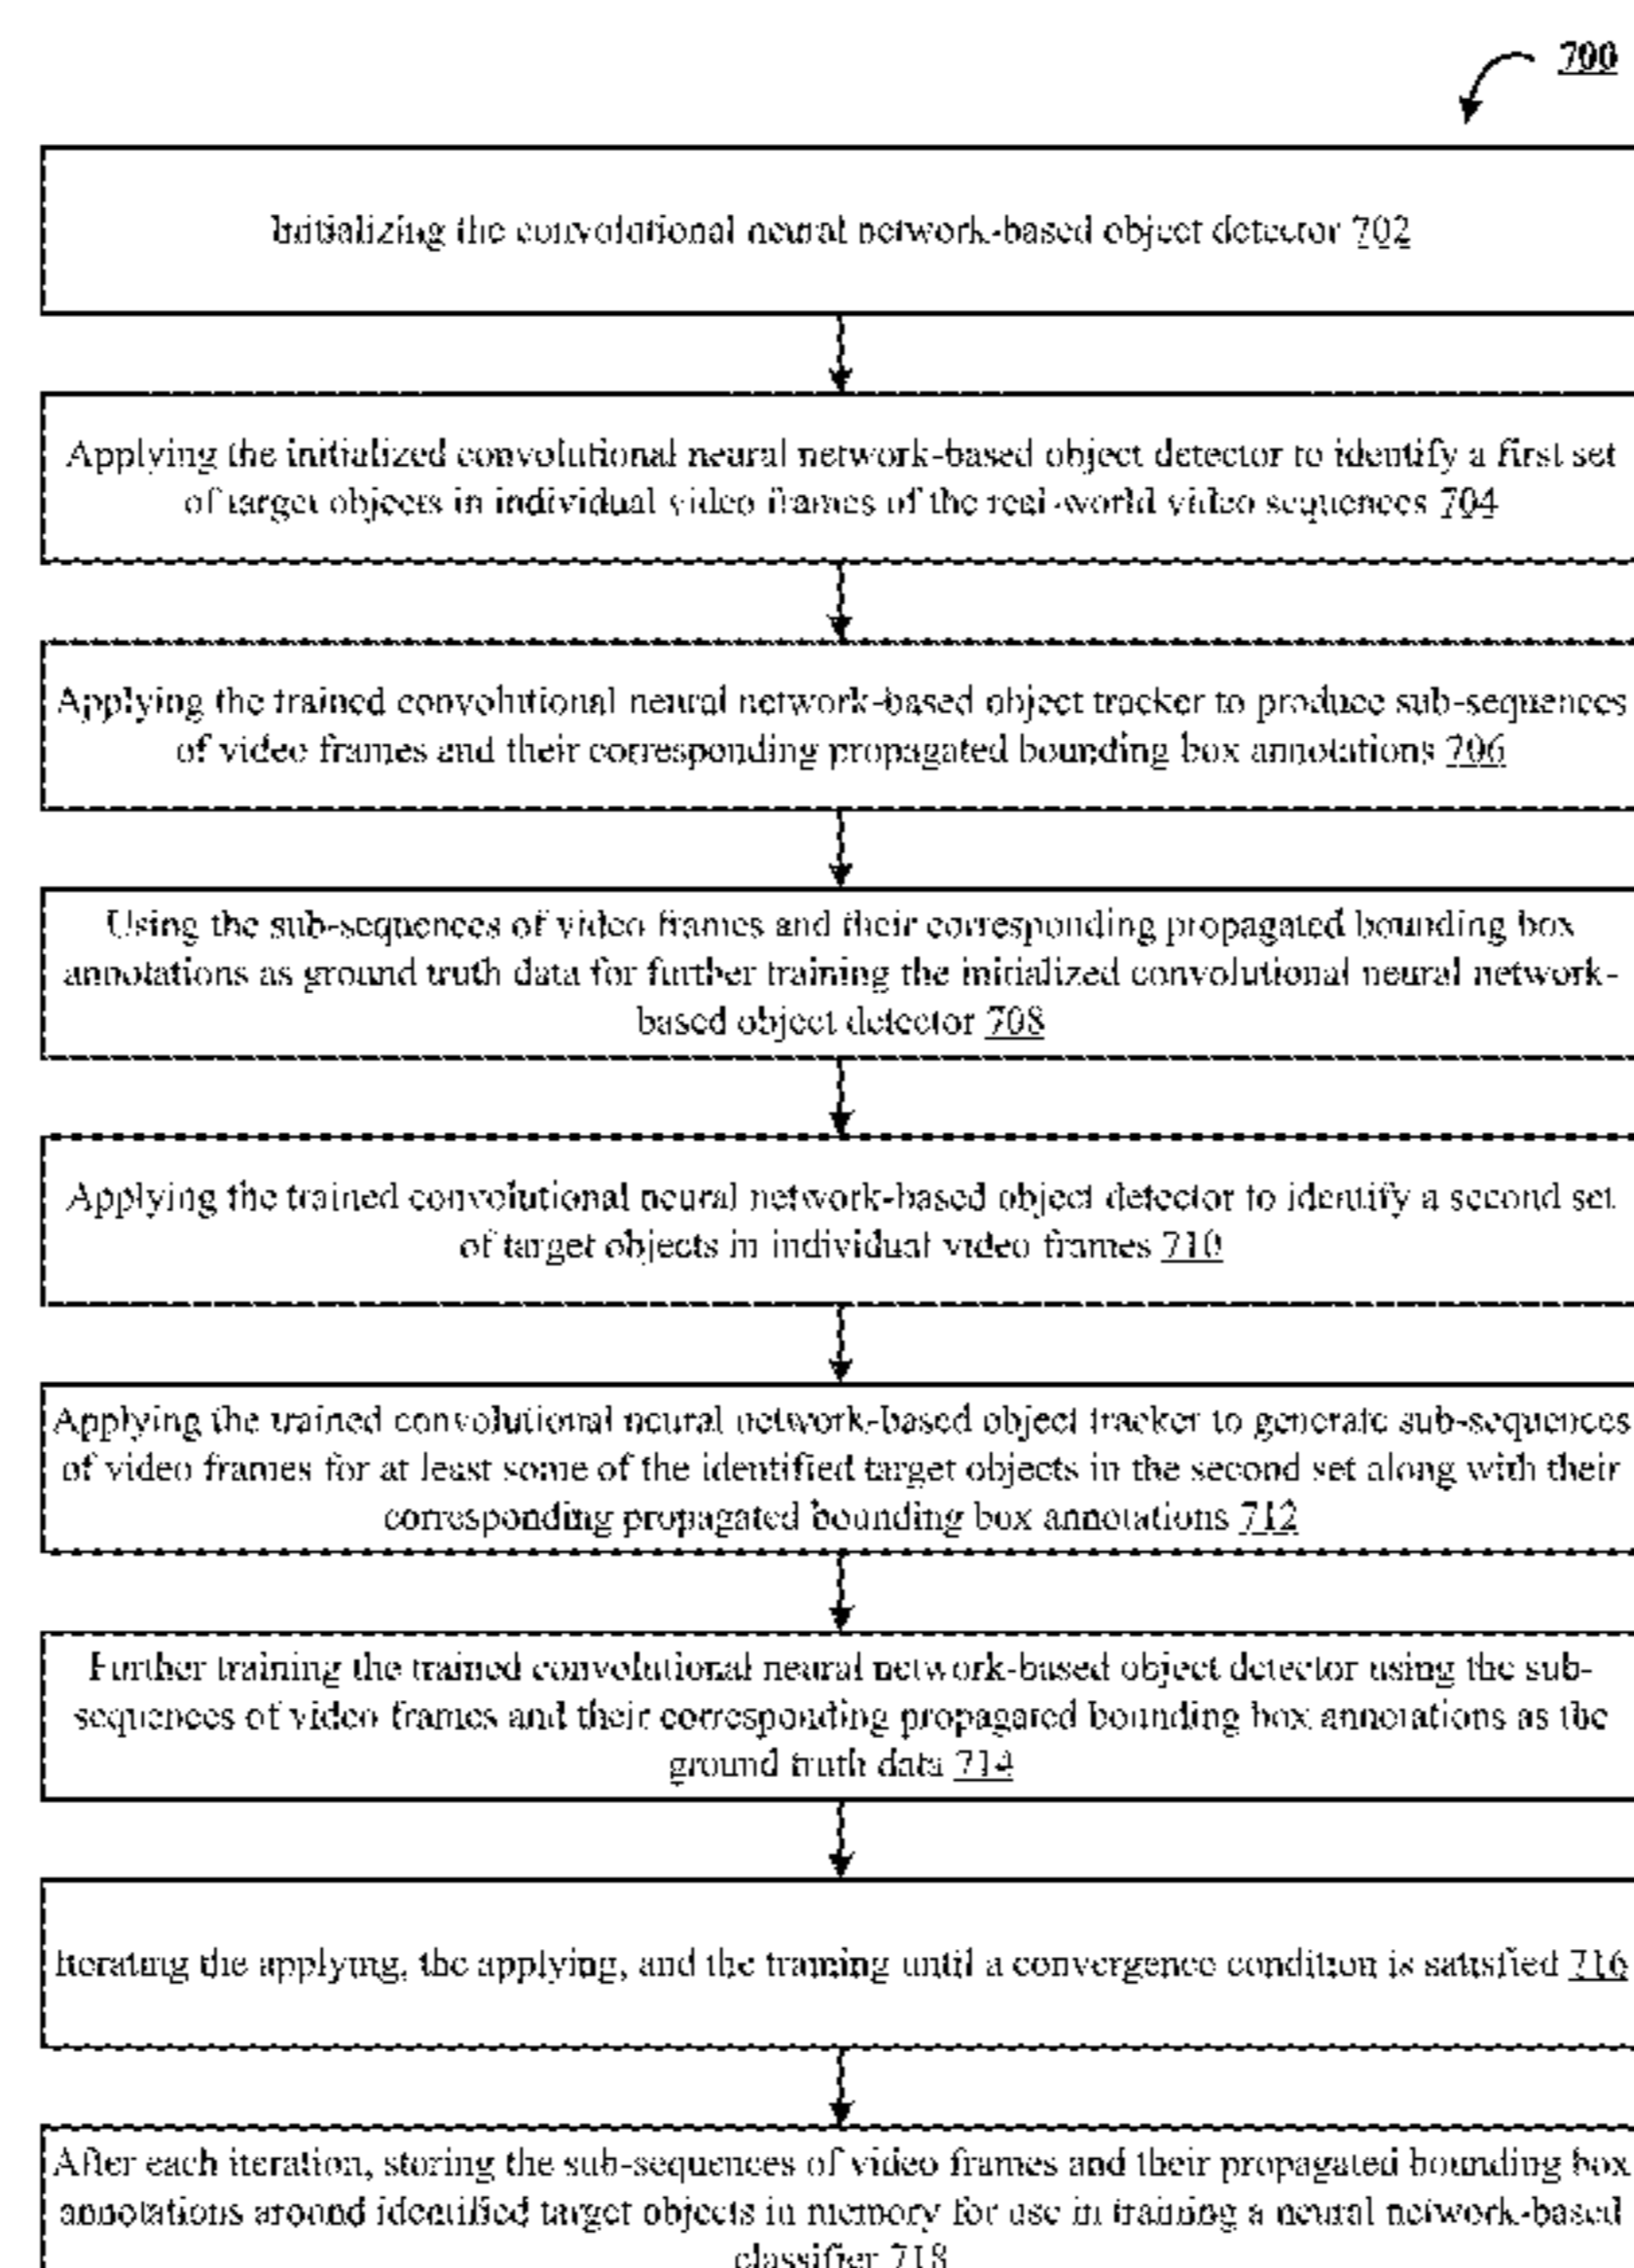 700
Initializing the convolutional neural network-based object detector 702
Applying the initialized convolutional neural network-based object detector to identify a first set
of target objects in individual video frames of the real-world video sequences 704
Applying the trained convolutional neural network-based object tracker to produce sub-sequences
of video frames and their corresponding propagated bounding box annotations 706
Using the sub-sequences of video frames and their corresponding propagated bounding box
annotations as ground truth data for further training the initialized convolutional neural network-
based object detector 708
Applying the trained convolutional neural network-based object detector to identify a second set
of target objects in individual video frames 710
Applying the trained convolutional neural network-based object tracker to generate sub-sequences
of video frames for at least some of the identified target objects in the second set along with their
corresponding propagated bounding box annotations 712
Further training the trained convolutional neural network-based object detector using the sub-
sequences of video frames and their corresponding propagated bounding box annotations as the
ground truth data 714
Iterating the applying, the applying, and the training until a convergence condition is satisfied 716
After each iteration, storing the sub-sequences of video frames and their propagated bounding box
annotations around identified target objects in memory for use in training a neural network-based
classifier 718